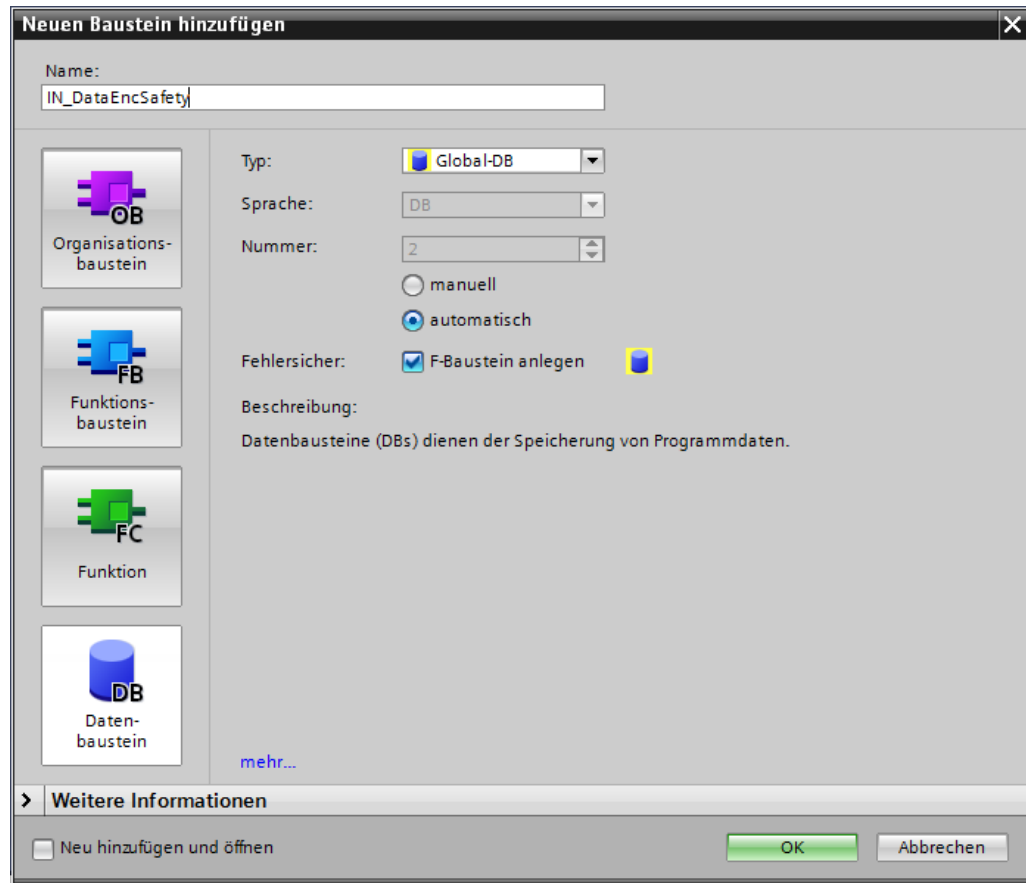 Neuen Baustein hinzufügen
Name:
IN_DataEncSafety
OB
Organisations-
baustein
FB
Funktions-
baustein
FC
Funktion
DB
Daten-
baustein
Typ:
Global-DB
Sprache:
DB
Nummer:
2
manuell
automatisch
Fehlersicher:
F-Baustein anlegen
Beschreibung:
Datenbausteine (DBs) dienen der Speicherung von Programmdaten.
mehr...
Weitere Informationen
Neu hinzufügen und öffnen
OK
Abbrechen